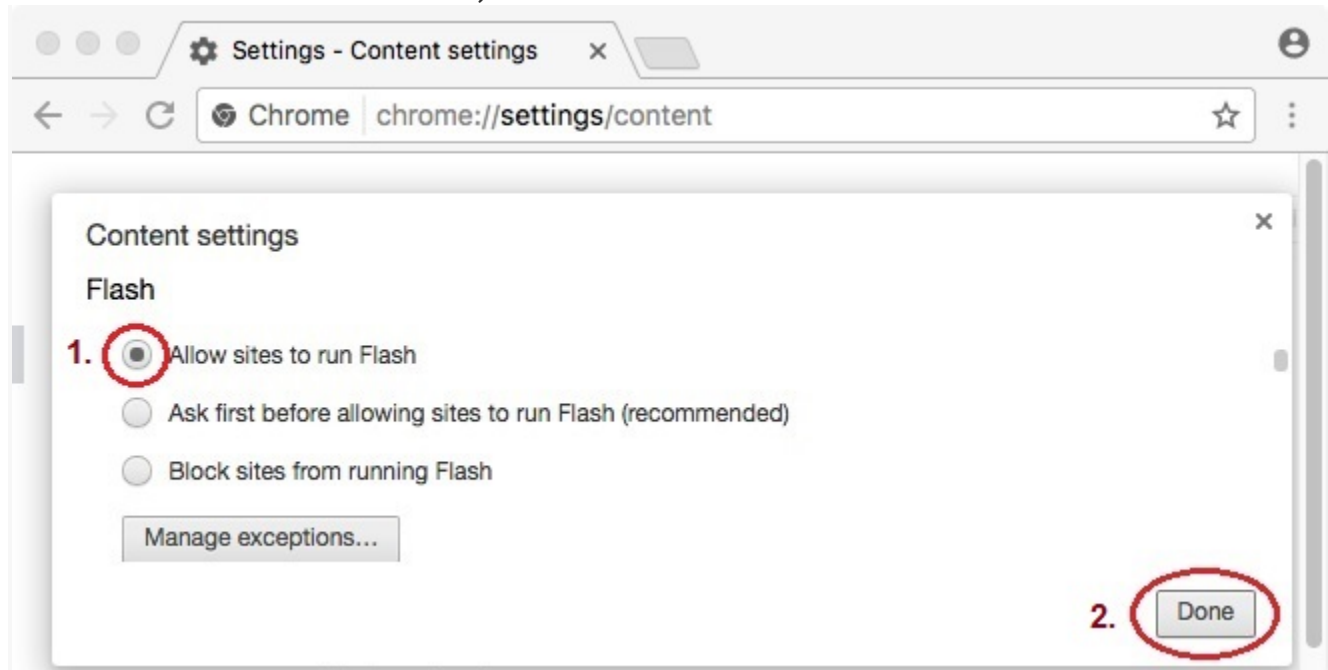 Settings - Content settings
Chrome chrome://settings/content
Content settings
Flash
1. Allow sites to run Flash
Ask first before allowing sites to run Flash (recommended)
Block sites from running Flash
Manage exceptions...
2. Done